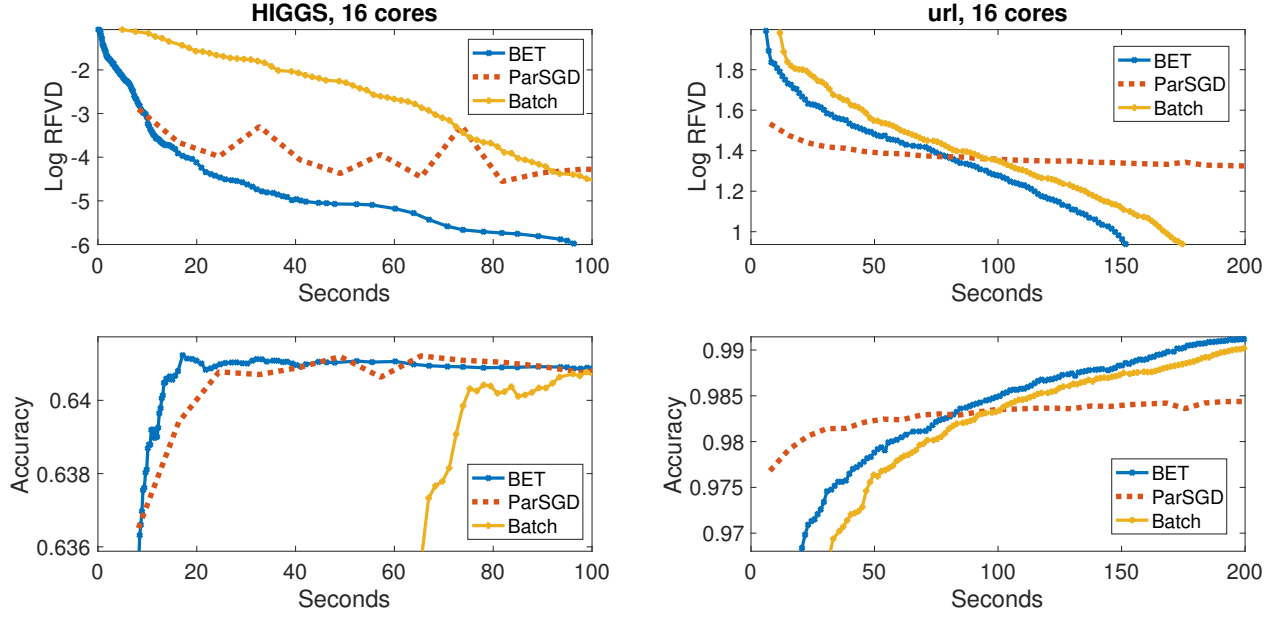 HIGGS, 16 cores
Log RFVD
-2
-3
-4
-5
-6
0 20 40 60 80 100
Seconds
BET
ParSGD
Batch
url, 16 cores
Log RFVD
1.8
1.6
1.4
1.2
1
0 50 100 150 200
Seconds
BET
ParSGD
Batch
Accuracy
0.64
0.638
0.636
0 20 40 60 80 100
Seconds
BET
ParSGD
Batch
Accuracy
0.99
0.985
0.98
0.975
0.97
0 50 100 150 200
Seconds
BET
ParSGD
Batch